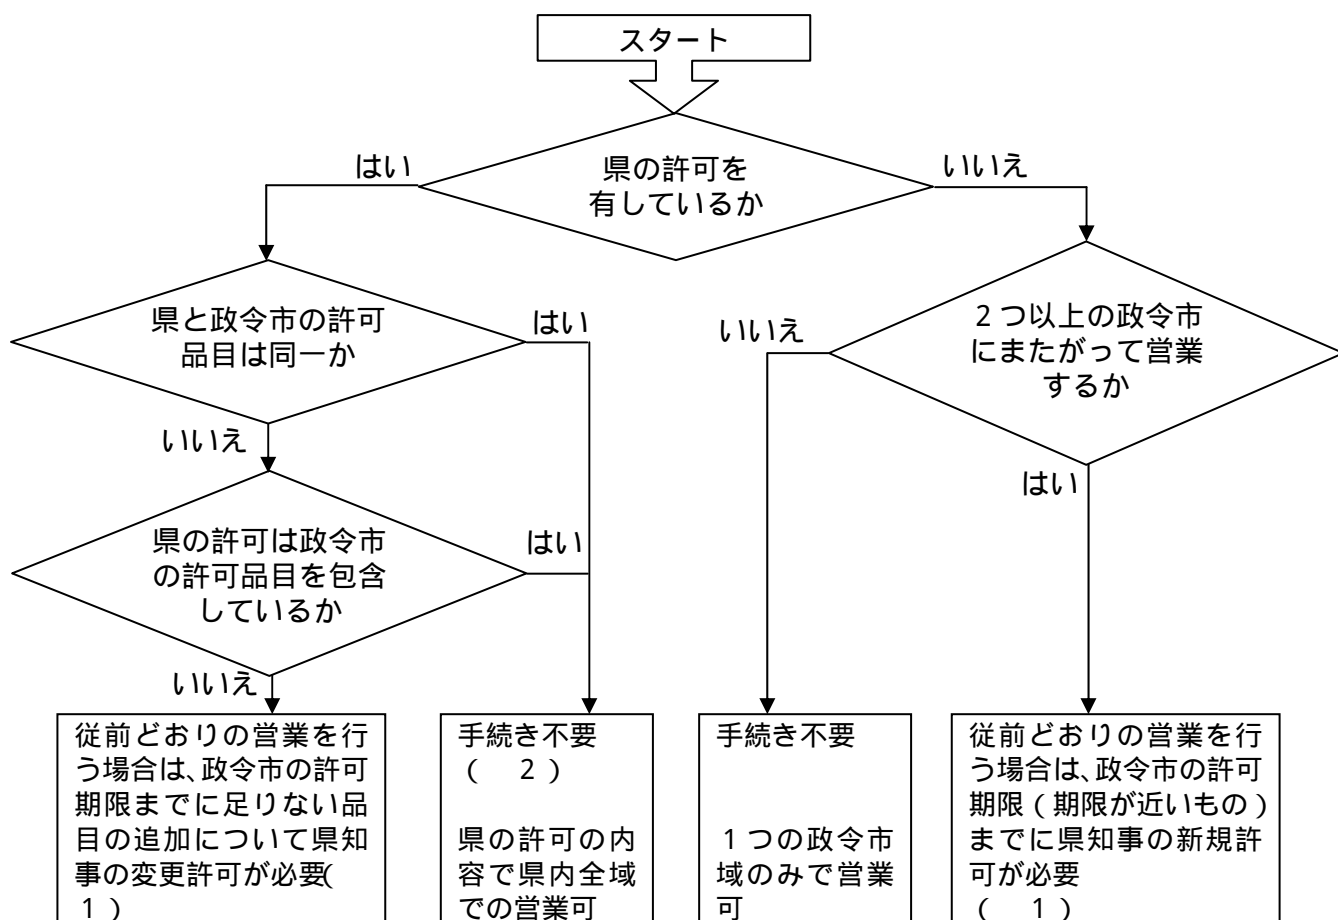 スタート
県の許可を
有しているか
はい
いいえ
県と政令市の許可
品目は同一か
はい
いいえ
2つ以上の政令市
にまたがって営業
するか
いいえ
はい
県の許可は政令市
の許可品目を包含
しているか
はい
いいえ
従前どおりの営業を行
う場合は、政令市の許可
期限までに足りない品
目の追加について県知
事の変更許可が必要(
1)
手続き不要
( 2)
県の許可の内
容で県内全域
での営業可
手続き不要
1つの政令市
域のみで営業
可
従前どおりの営業を行
う場合は、政令市の許可
期限(期限が近いもの)
までに県知事の新規許
可が必要
( 1)